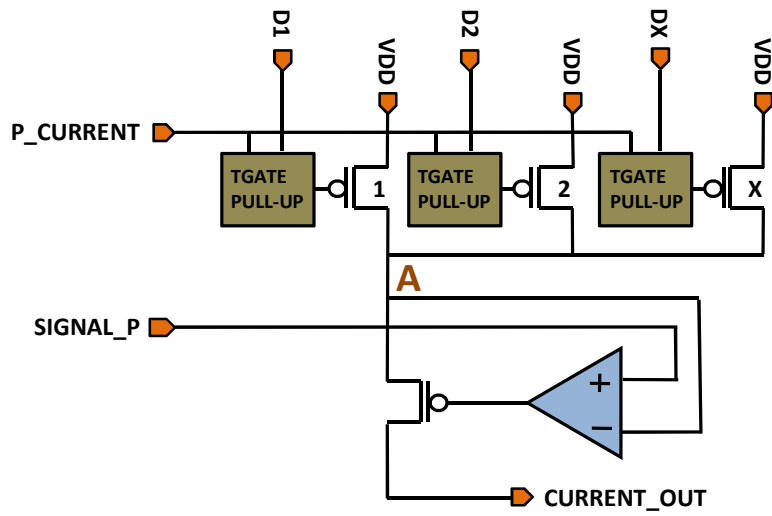 D1
VDD
D2
VDD
DX
VDD
P_CURRENT
TGATE
PULL-UP
1
TGATE
PULL-UP
2
TGATE
PULL-UP
X
A
SIGNAL_P
+
−
CURRENT_OUT